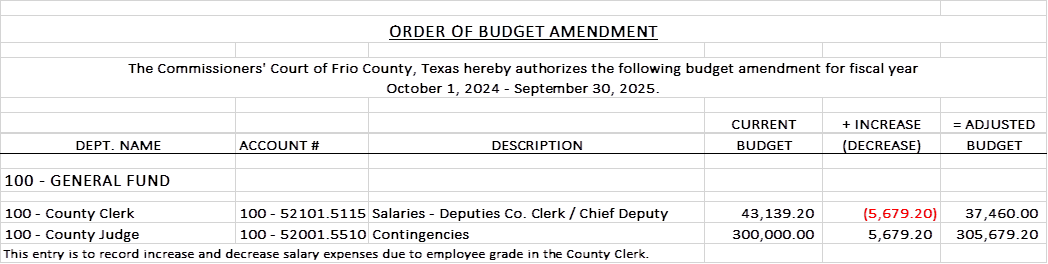 ORDER OF BUDGET AMENDMENT
The Commissioners' Court of Frio County, Texas hereby authorizes the following budget amendment for fiscal year
October 1, 2024 - September 30, 2025.
CURRENT + INCREASE = ADJUSTED
DEPT. NAME ACCOUNT # DESCRIPTION BUDGET (DECREASE) BUDGET
100 - GENERAL FUND
100 - County Clerk 100 - 52101.5115 Salaries - Deputies Co. Clerk / Chief Deputy 43,139.20 (5,679.20) 37,460.00
100 - County Judge 100 - 52001.5510 Contingencies 300,000.00 5,679.20 305,679.20
This entry is to record increase and decrease salary expenses due to employee grade in the County Clerk.